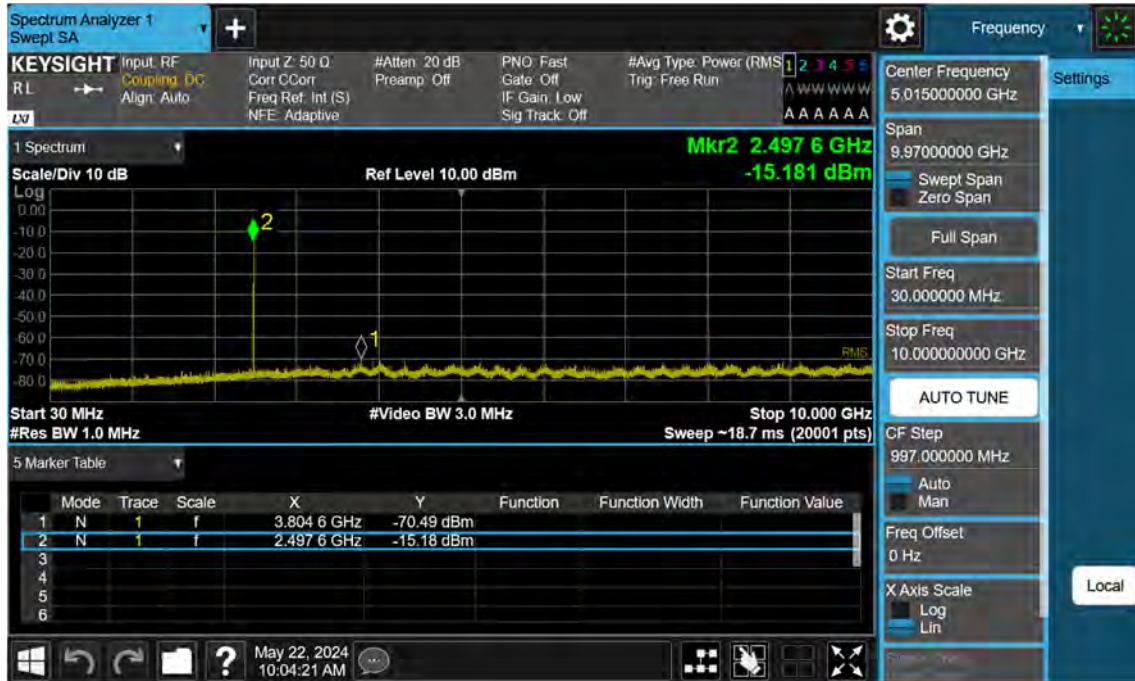 Spectrum Analyzer 1
Swept SA
+
Frequency
KEYSIGHT
RL
LXI
Input: RF
Coupling: DC
Align: Auto
Input Z: 50 Ω
Corr CCorr
Freq Ref: Int (S)
NFE: Adaptive
#Atten: 20 dB
Preamp: Off
PNO: Fast
Gate: Off
IF Gain: Low
Sig Track: Off
#Avg Type: Power (RMS
Trig: Free Run
1 2 3 4 5 6
A W W W W W
A A A A A A
1 Spectrum
Scale/Div 10 dB
Ref Level 10.00 dBm
Mkr2 2.497 6 GHz
-15.181 dBm
Log
0.00
-10.0
-20.0
-30.0
-40.0
-50.0
-60.0
-70.0
-80.0
2
1
RMS
Start 30 MHz
#Video BW 3.0 MHz
Stop 10.000 GHz
#Res BW 1.0 MHz
Sweep ~18.7 ms (20001 pts)
5 Marker Table
Mode Trace Scale X Y Function Function Width Function Value
1 N 1 f 3.804 6 GHz -70.49 dBm
2 N 1 f 2.497 6 GHz -15.18 dBm
3
4
5
6
May 22, 2024
10:04:21 AM
?
Center Frequency
5.015000000 GHz
Settings
Span
9.97000000 GHz
Swept Span
Zero Span
Full Span
Start Freq
30.000000 MHz
Stop Freq
10.000000000 GHz
AUTO TUNE
CF Step
997.000000 MHz
Auto
Man
Freq Offset
0 Hz
X Axis Scale
Log
Lin
Local